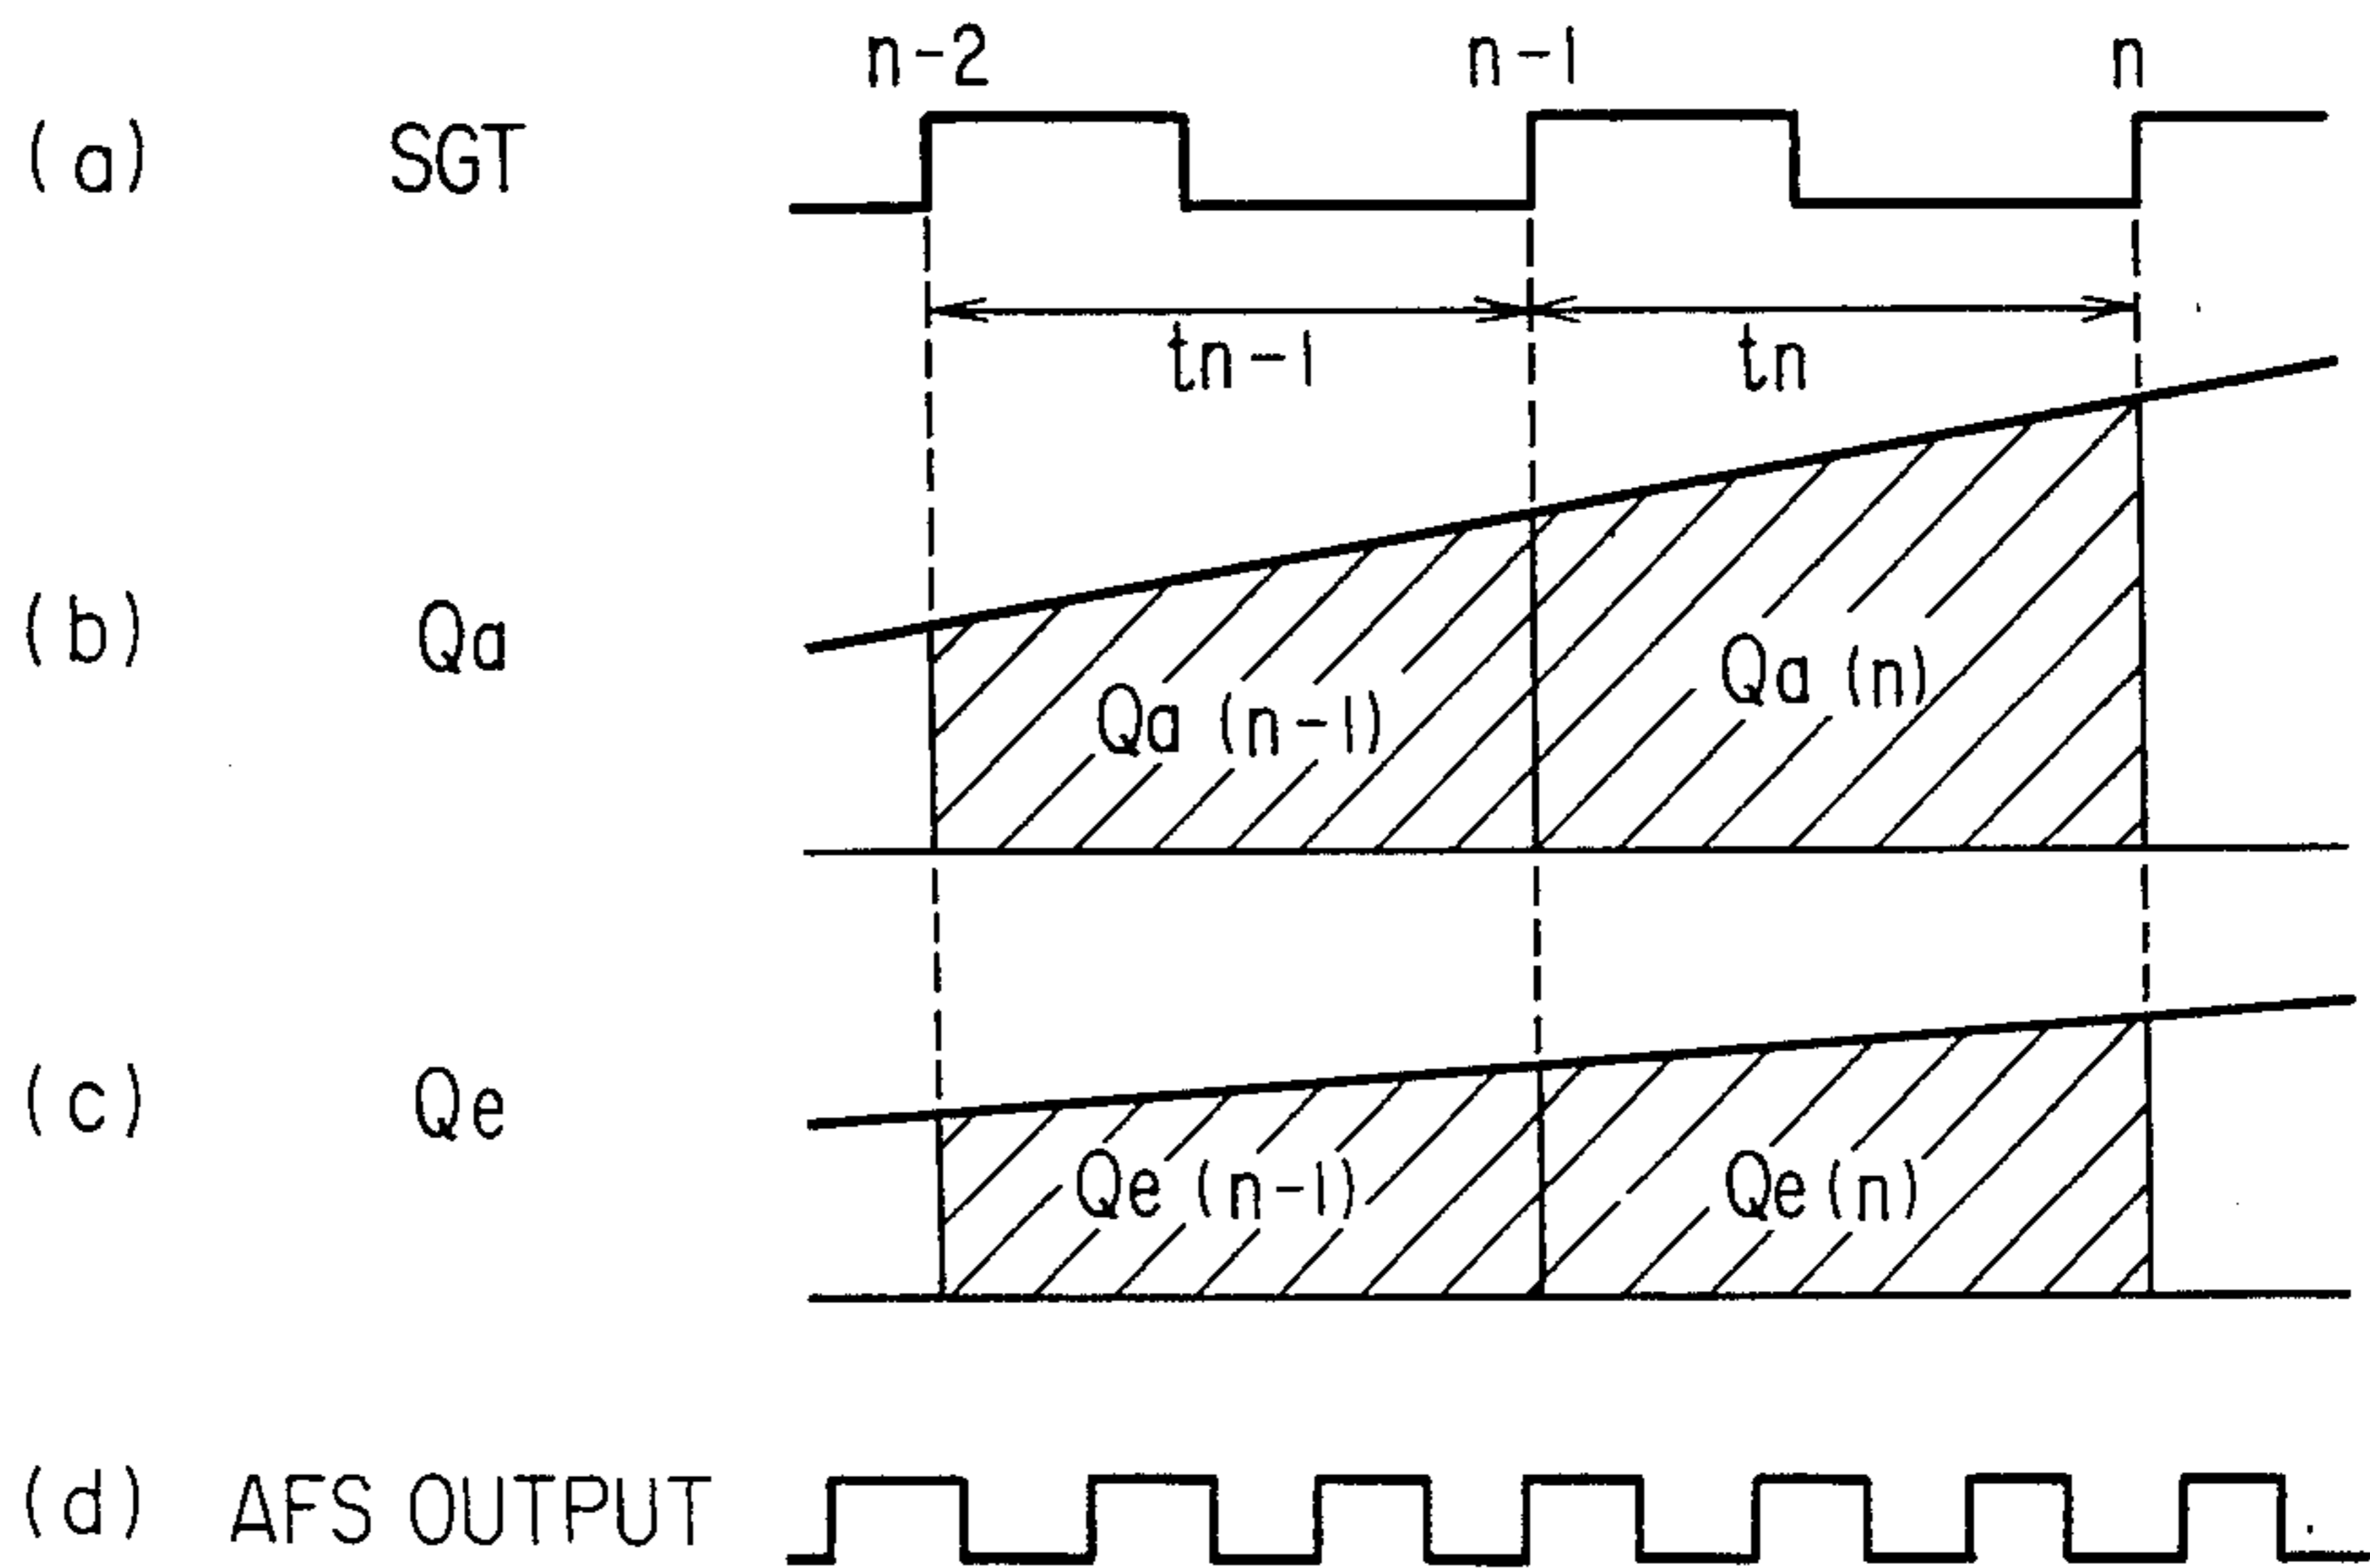 n-2 n-1 n
(a) SGT
tn-1 tn
(b) Qa
Qa (n-1) Qa (n)
(c) Qe
Qe (n-1) Qe (n)
(d) AFS OUTPUT